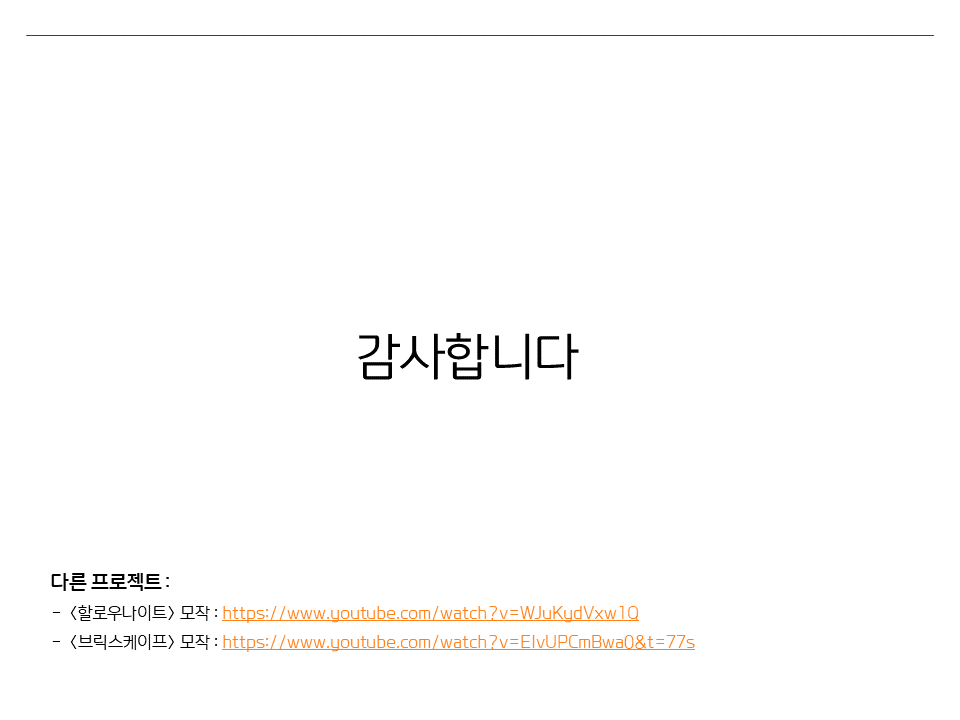 감사합니다
다른 프로젝트 :
- <할로우나이트> 모작 : https://www.youtube.com/watch?v=WJuKydVxw1Q
- <브릭스케이프> 모작 : https://www.youtube.com/watch?v=ElvUPCmBwa0&t=77s